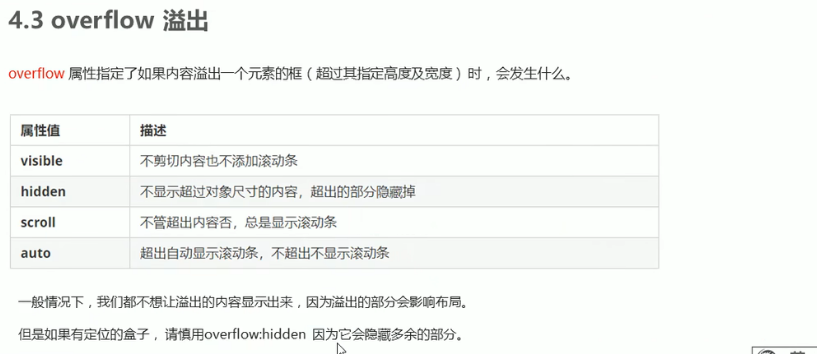 4.3 overflow 溢出
overflow 属性指定了如果内容溢出一个元素的框（超过其指定高度及宽度）时，会发生什么。
属性值 描述
visible 不剪切内容也不添加滚动条
hidden 不显示超过对象尺寸的内容，超出的部分隐藏掉
scroll 不管超出内容否，总是显示滚动条
auto 超出自动显示滚动条，不超出不显示滚动条
一般情况下，我们都不想让溢出的内容显示出来，因为溢出的部分会影响布局。
但是如果有定位的盒子，请慎用overflow:hidden 因为它会隐藏多余的部分。